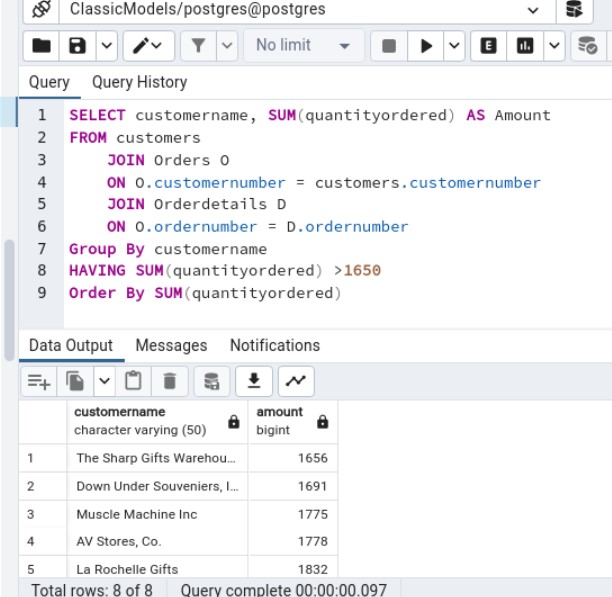 ClassicModels/postgres@postgres
No limit
E
Query Query History
1 SELECT customername, SUM(quantityordered) AS Amount
2 FROM customers
3 JOIN Orders O
4 ON O.customernumber = customers.customernumber
5 JOIN Orderdetails D
6 ON O.ordernumber = D.ordernumber
7 Group By customername
8 HAVING SUM(quantityordered) >1650
9 Order By SUM(quantityordered)
Data Output Messages Notifications
customername amount
character varying (50) bigint
1 The Sharp Gifts Warehou... 1656
2 Down Under Souveniers, I... 1691
3 Muscle Machine Inc 1775
4 AV Stores, Co. 1778
5 La Rochelle Gifts 1832
Total rows: 8 of 8 Query complete 00:00:00.097